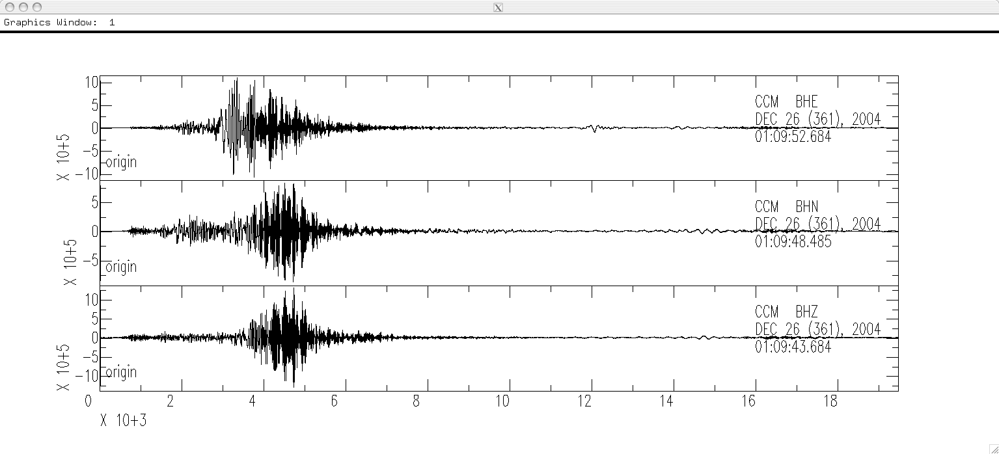 X
Graphics Window: 1
10
5
0
-5
-10
X 10+5
origin
CCM BHE
DEC 26 (361), 2004
01:09:52.684
5
0
-5
X 10+5
origin
CCM BHN
DEC 26 (361), 2004
01:09:48.485
10
5
0
-5
-10
X 10+5
origin
CCM BHZ
DEC 26 (361), 2004
01:09:43.684
0 2 4 6 8 10 12 14 16 18
X 10+3